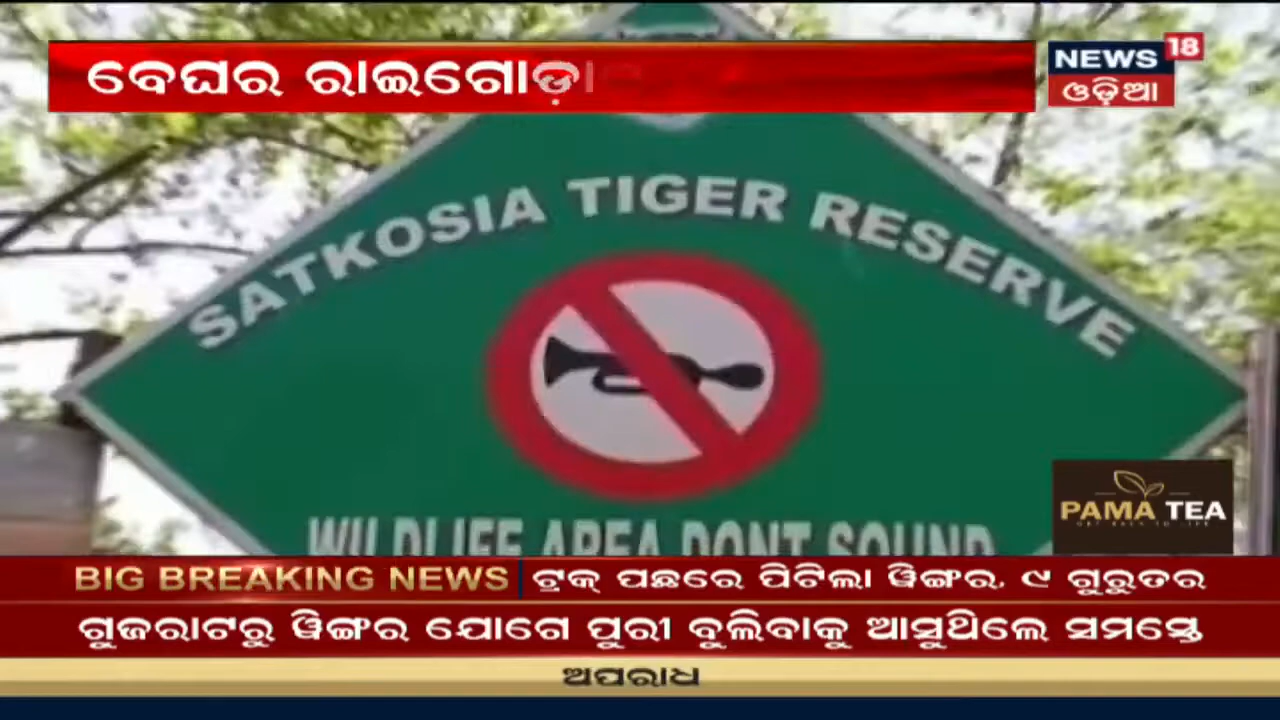 ବେଘର ରାଇଗୋଡ଼ା
NEWS 18
ଓଡ଼ିଆ
SATKOSIA TIGER RESERVE
WILDLIFE AREA DONT SOUND
PAMA TEA
BIG BREAKING NEWS ଟ୍ରକ୍ ପଛରେ ପିଟିଲା ୱିଙ୍ଗର, ୯ ଗୁରୁତର
ଗୁଜରାଟରୁ ୱିଙ୍ଗର ଯୋଗେ ପୁରୀ ବୁଲିବାକୁ ଆସୁଥିଲେ ସମସ୍ତେ
ଅପରାଧ